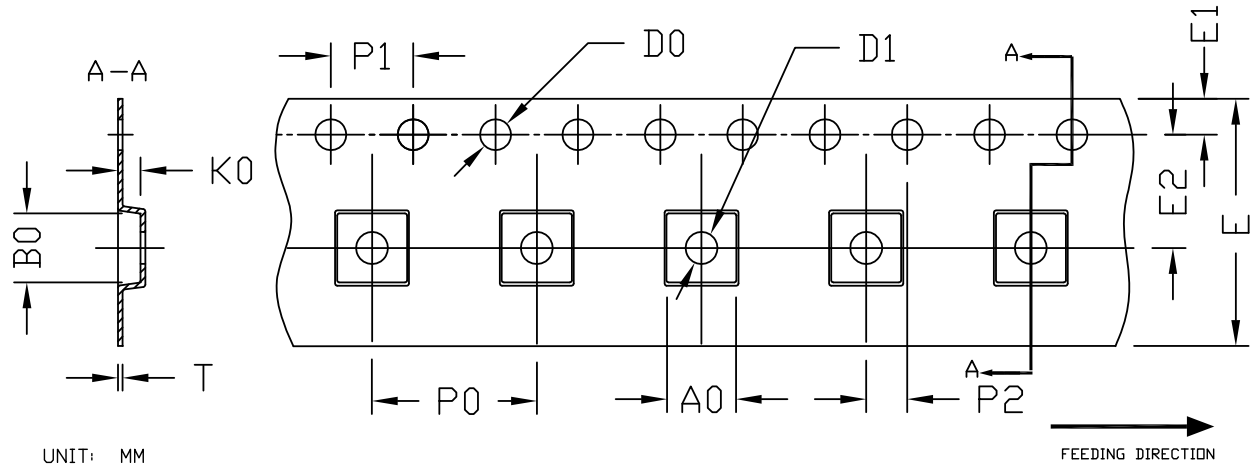 A-A
P1
D0
D1
A
E1
K0
B0
E2
E
T
P0
A0
A
P2
UNIT: MM
FEEDING DIRECTION